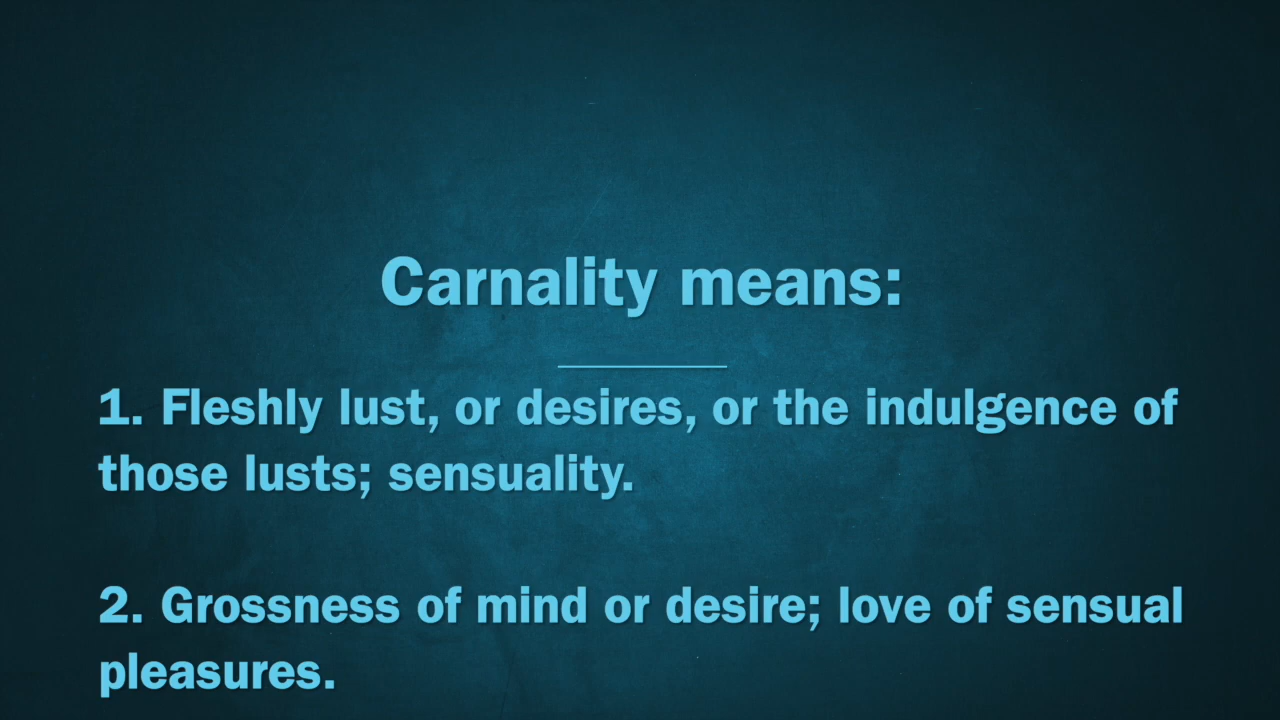 Carnality means:
1. Fleshly lust, or desires, or the indulgence of
those lusts; sensuality.
2. Grossness of mind or desire; love of sensual
pleasures.